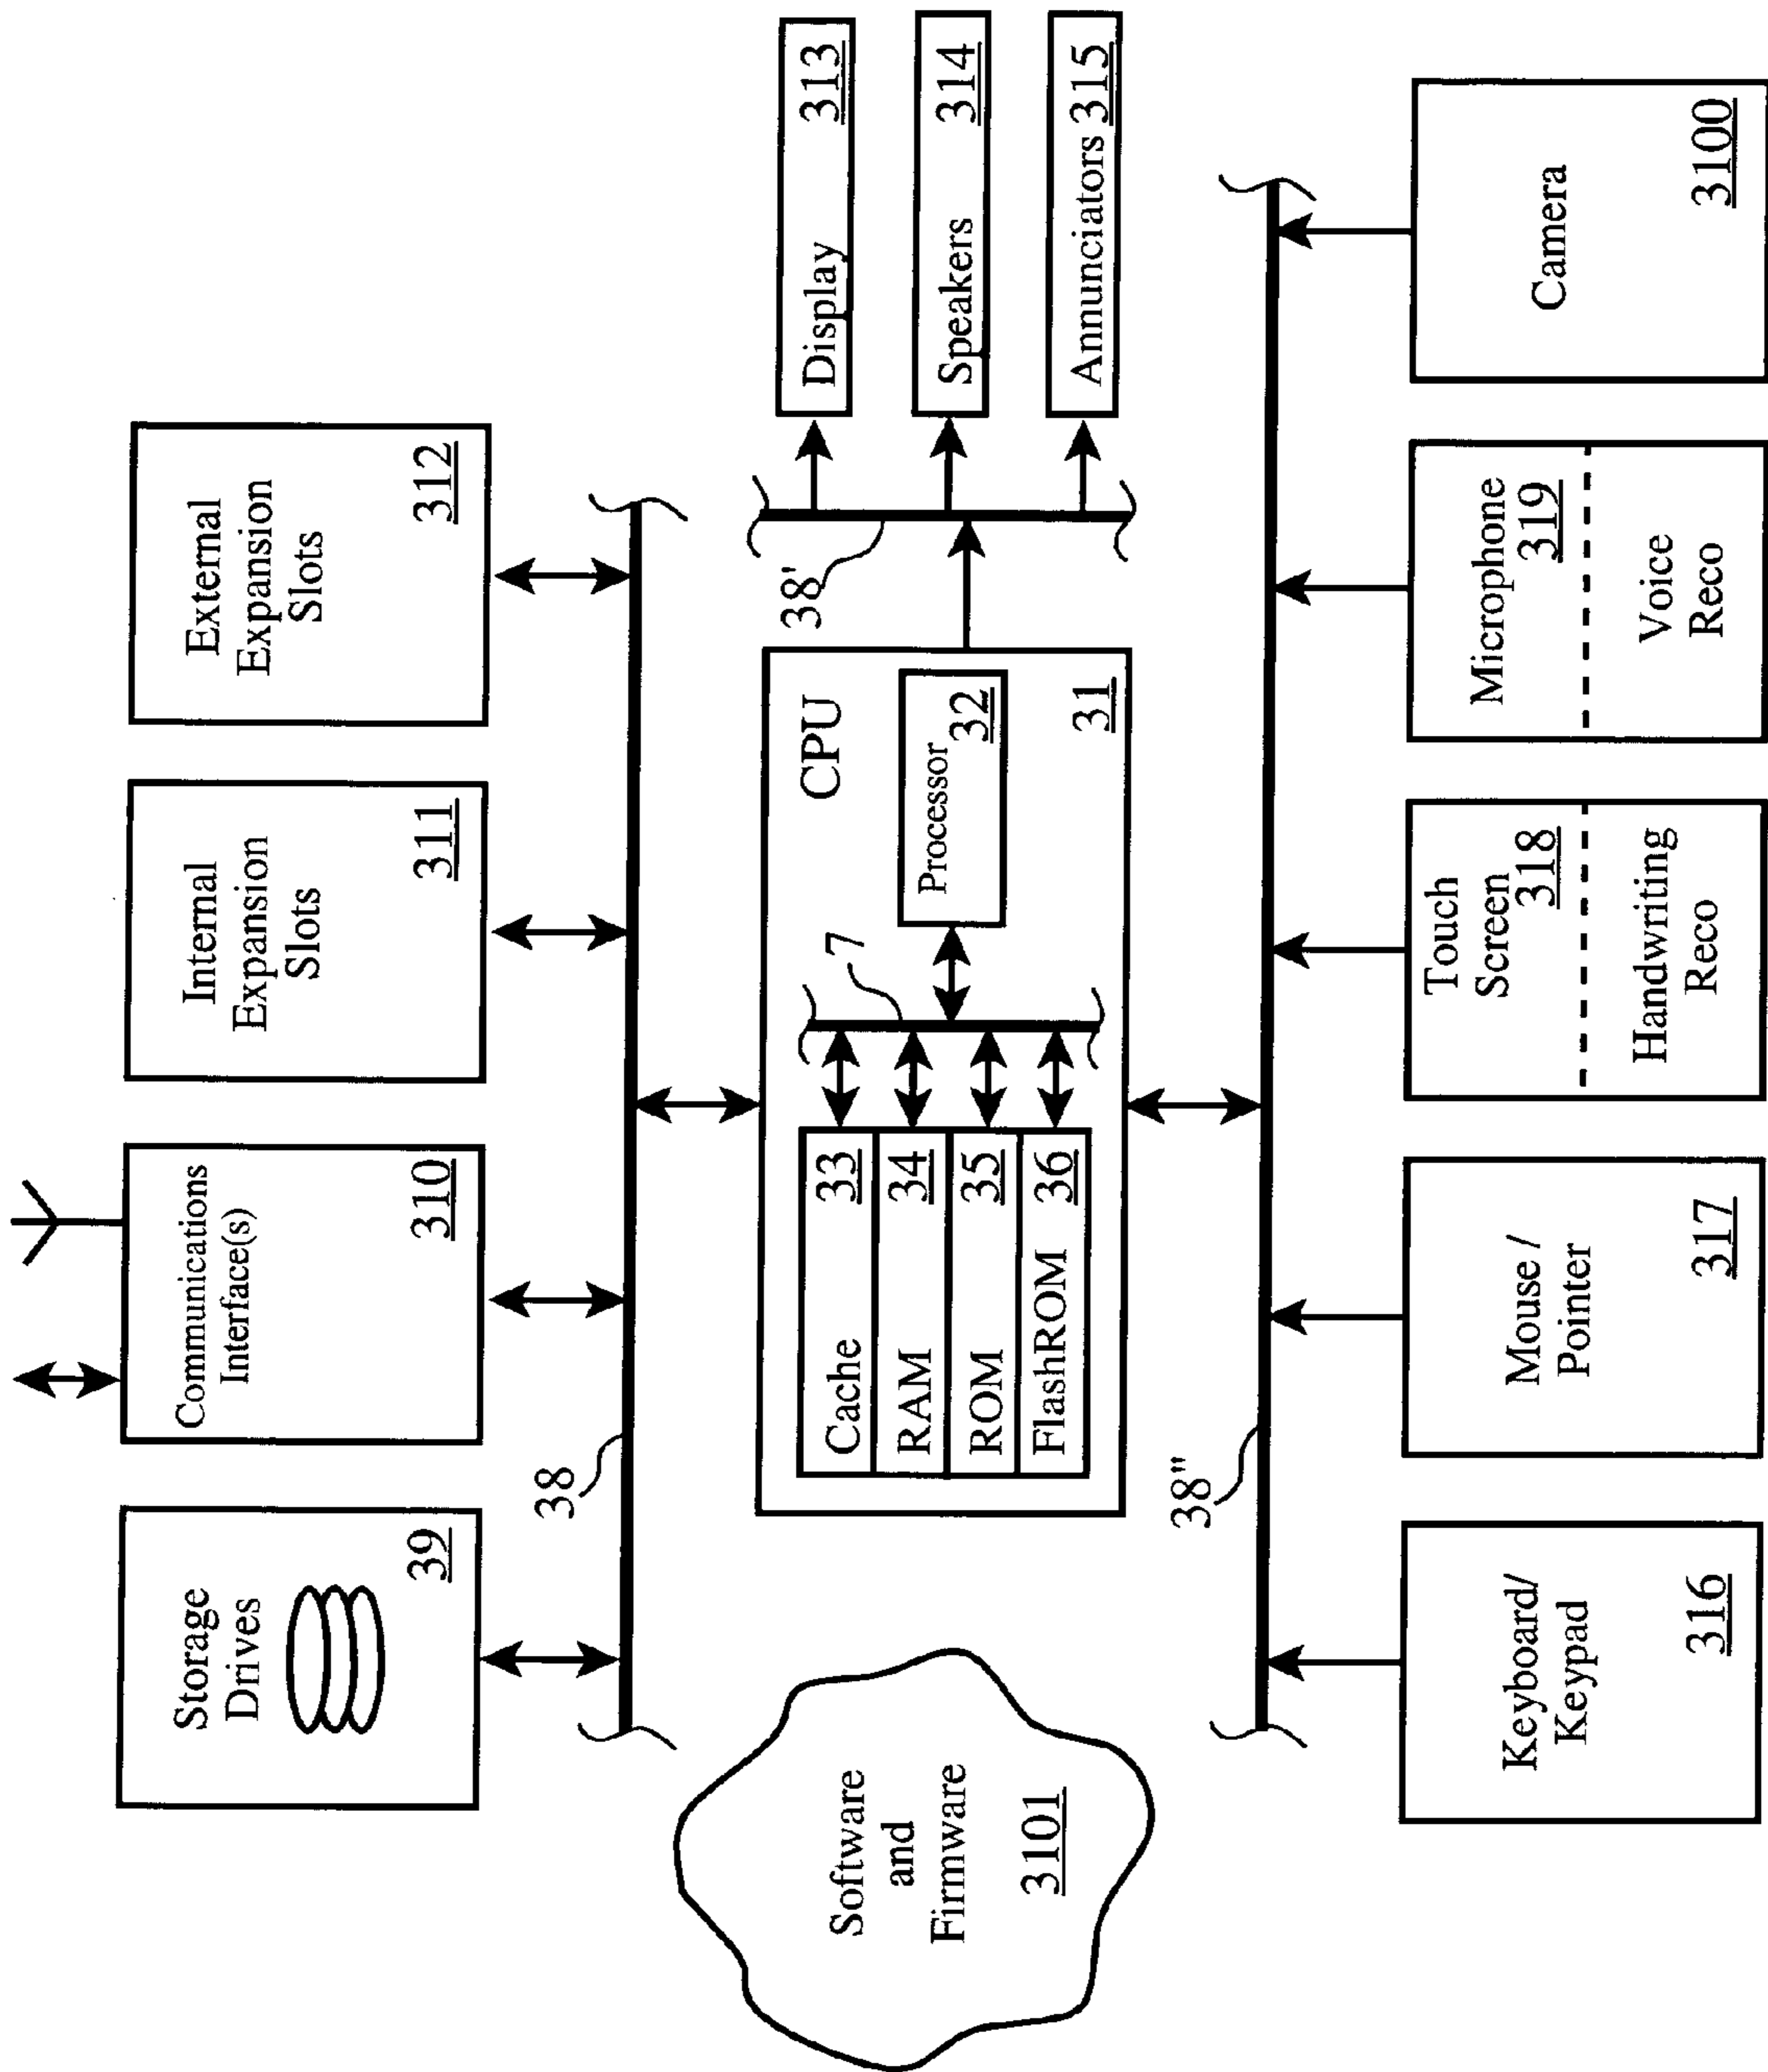 Storage
Drives
39
Communications
Interface(s)
310
Internal
Expansion
Slots
311
External
Expansion
Slots
312
38
CPU
Cache 33
RAM 34
ROM 35
FlashROM 36
7
Processor
32
31
38'
Display 313
Speakers 314
Annunciators 315
Software
and
Firmware
3101
38"
Keyboard/
Keypad
316
Mouse /
Pointer
317
Touch
Screen
318
Handwriting
Reco
Microphone
319
Voice
Reco
Camera
3100